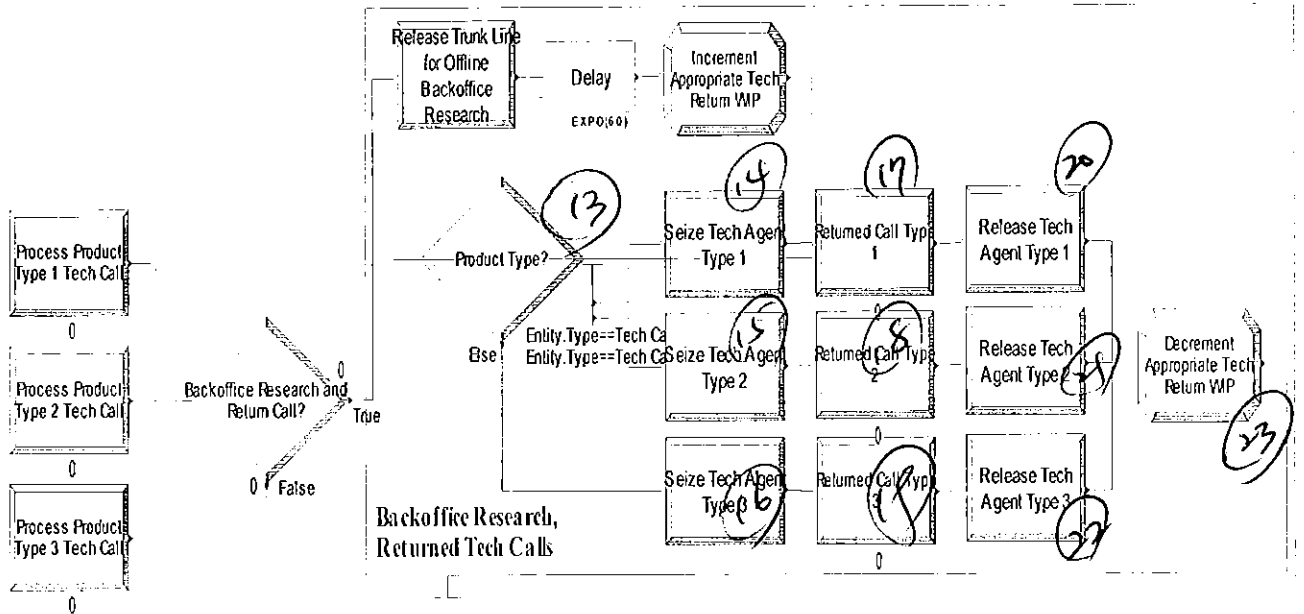 Release Trunk Line
for Offline
Backoffice
Research
Delay
EXPO(60)
Increment
Appropriate Tech
Return WIP
Process Product
Type 1 Tech Call
0
Process Product
Type 2 Tech Call
0
Process Product
Type 3 Tech Call
0
Backoffice Research and
Return Call?
0
True
0
False
Product Type?
13
Else
Entity.Type==Tech Ca
Entity.Type==Tech Ca
14
Seize Tech Agent
Type 1
17
Returned Call Type
1
0
20
Release Tech
Agent Type 1
15
Seize Tech Agent
Type 2
18
Returned Call Type
2
0
Release Tech
Agent Type 2
21
Seize Tech Agent
Type 3
16
Returned Call Type
3
19
0
Release Tech
Agent Type 3
22
Decrement
Appropriate Tech
Return WIP
23
Backoffice Research,
Returned Tech Calls